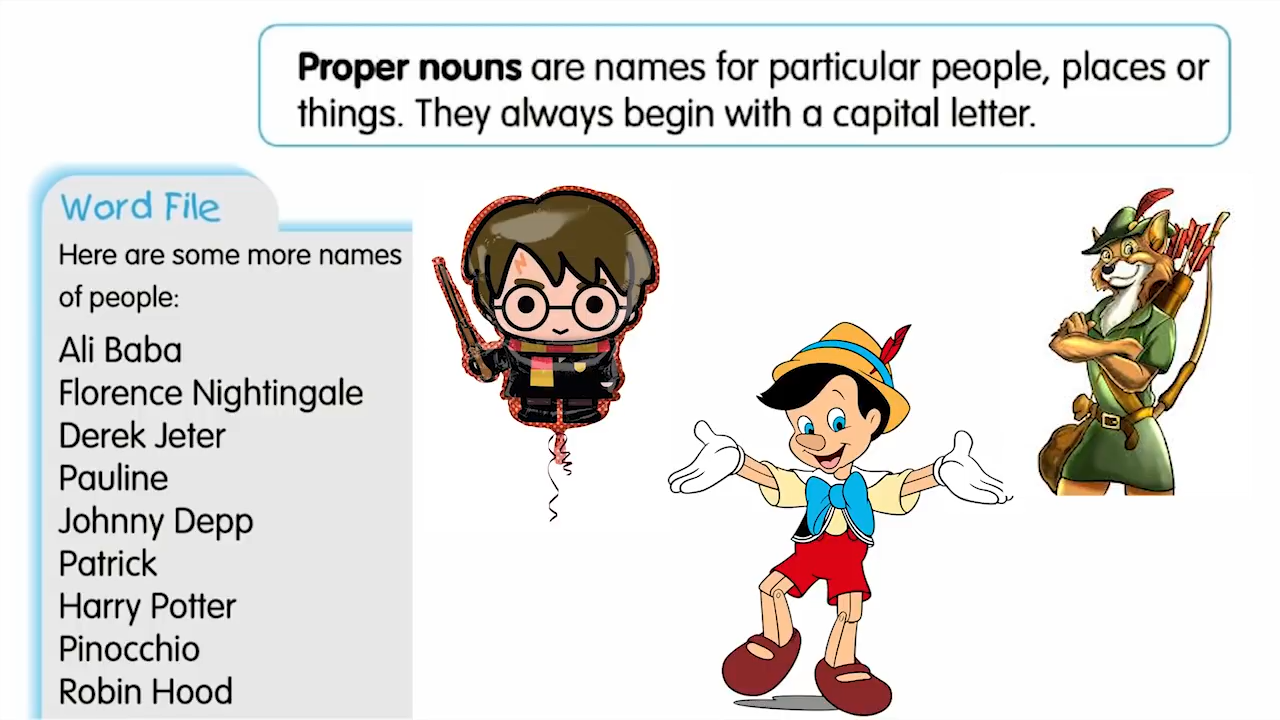 Proper nouns are names for particular people, places or
things. They always begin with a capital letter.
Word File
Here are some more names
of people:
Ali Baba
Florence Nightingale
Derek Jeter
Pauline
Johnny Depp
Patrick
Harry Potter
Pinocchio
Robin Hood